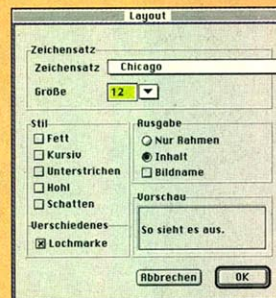 Layout
Zeichensatz
Zeichensatz Chicago
Größe 12
Stil
Fett
Kursiv
Unterstrichen
Hohl
Schatten
Verschiedenes
Lochmarke
Ausgabe
Nur Rahmen
Inhalt
Bildname
Vorschau
So sieht es aus.
Abbrechen OK